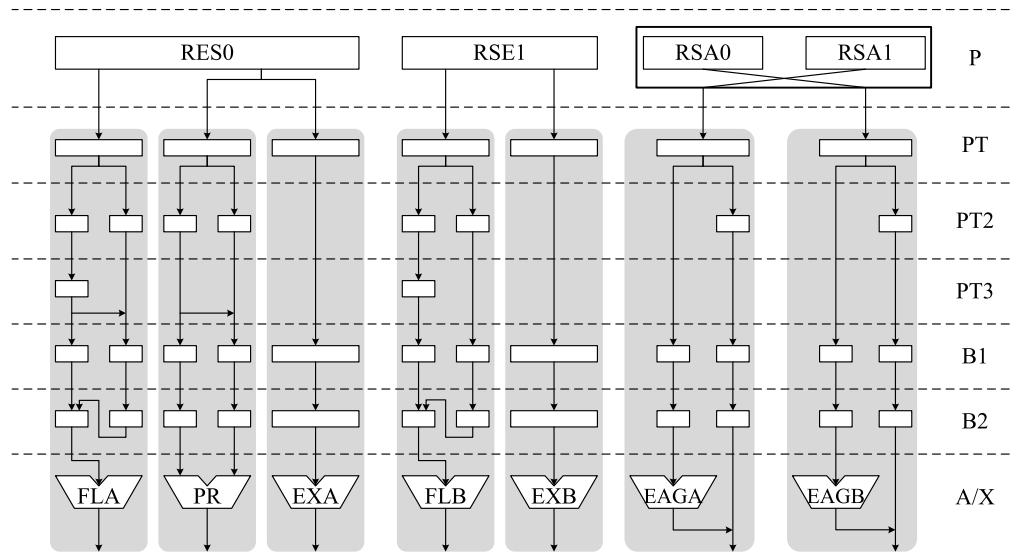 RES0
RSE1
RSA0
RSA1
P
PT
PT2
PT3
B1
B2
FLA
PR
EXA
FLB
EXB
EAGA
EAGB
A/X